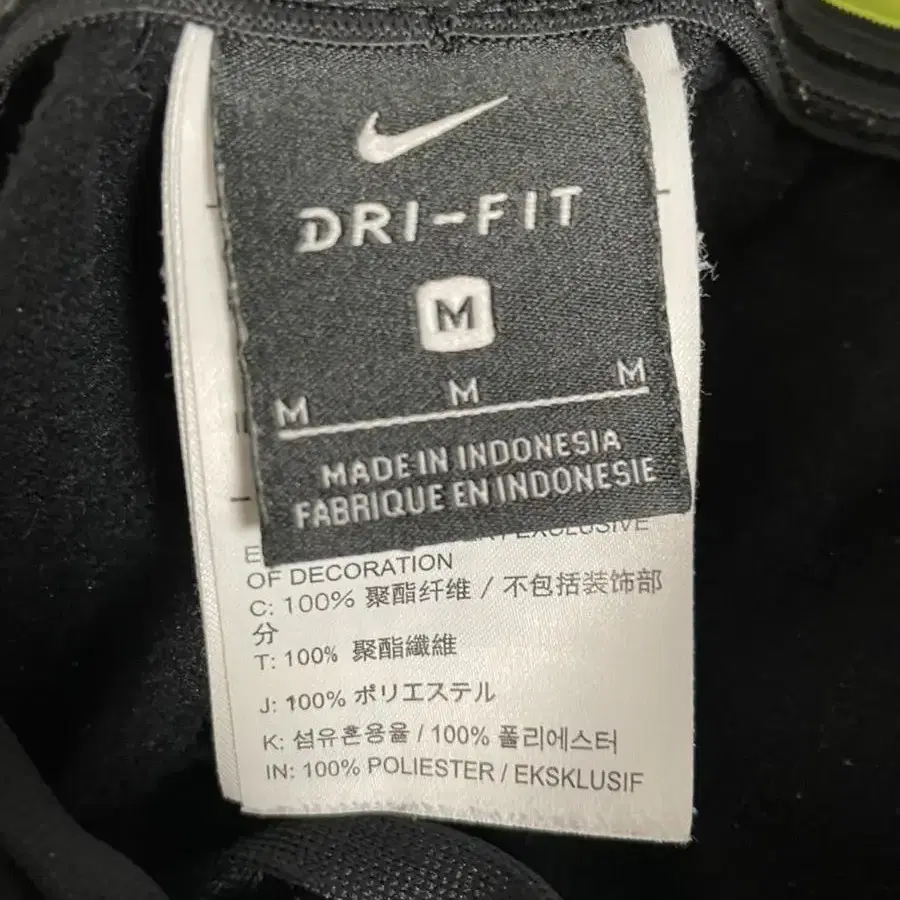 DRI-FIT
M
M M M
MADE IN INDONESIA
FABRIQUE EN INDONESIE
EXCLUSIVE
OF DECORATION
C: 100% 聚酯纤维 / 不包括装饰部
分
T: 100% 聚酯纖維
J: 100% ポリエステル
K: 섬유혼용율 / 100% 폴리에스터
IN: 100% POLIESTER / EKSKLUSIF